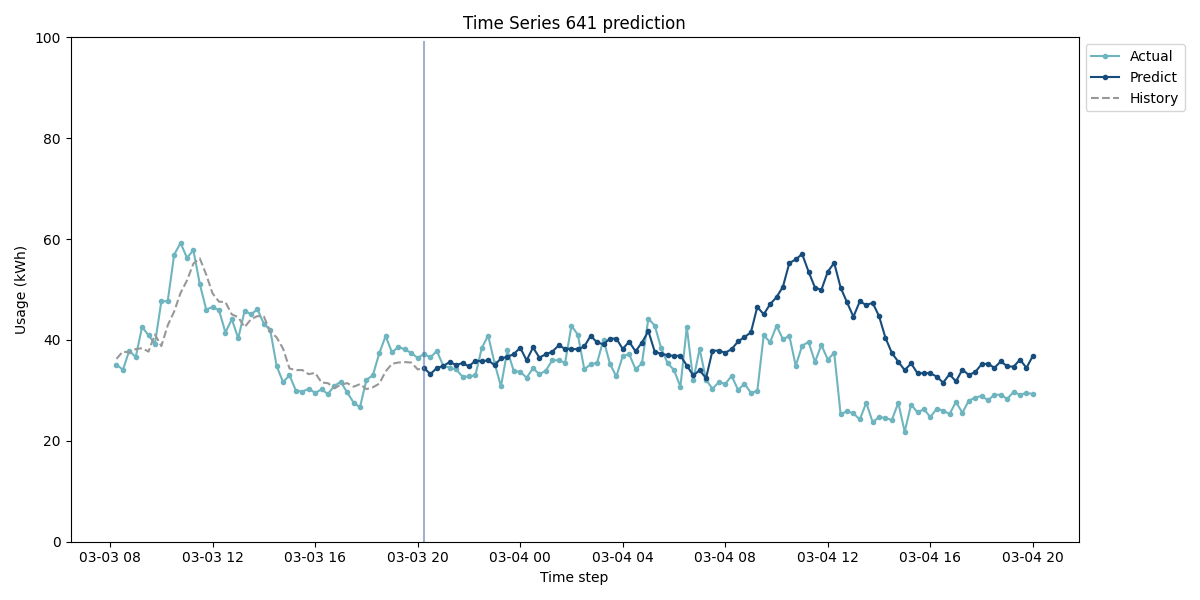 Time Series 641 prediction
100
80
60
40
20
0
Usage (kWh)
03-03 08 03-03 12 03-03 16 03-03 20 03-04 00 03-04 04 03-04 08 03-04 12 03-04 16 03-04 20
Time step
Actual
Predict
History